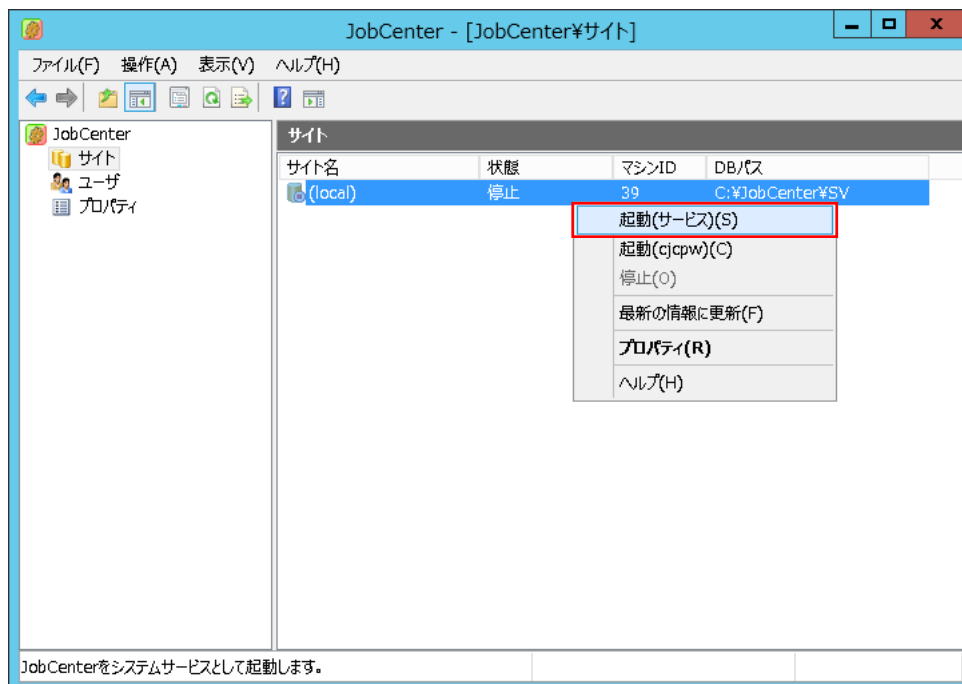 JobCenter - [JobCenter¥サイト]
ファイル(F) 操作(A) 表示(V) ヘルプ(H)
JobCenter
サイト
ユーザ
プロパティ
サイト
サイト名 状態 マシンID DBパス
(local) 停止 39 C:¥JobCenter¥SV
起動(サービス)(S)
起動(cjcpw)(C)
停止(O)
最新の情報に更新(F)
プロパティ(R)
ヘルプ(H)
JobCenterをシステムサービスとして起動します。